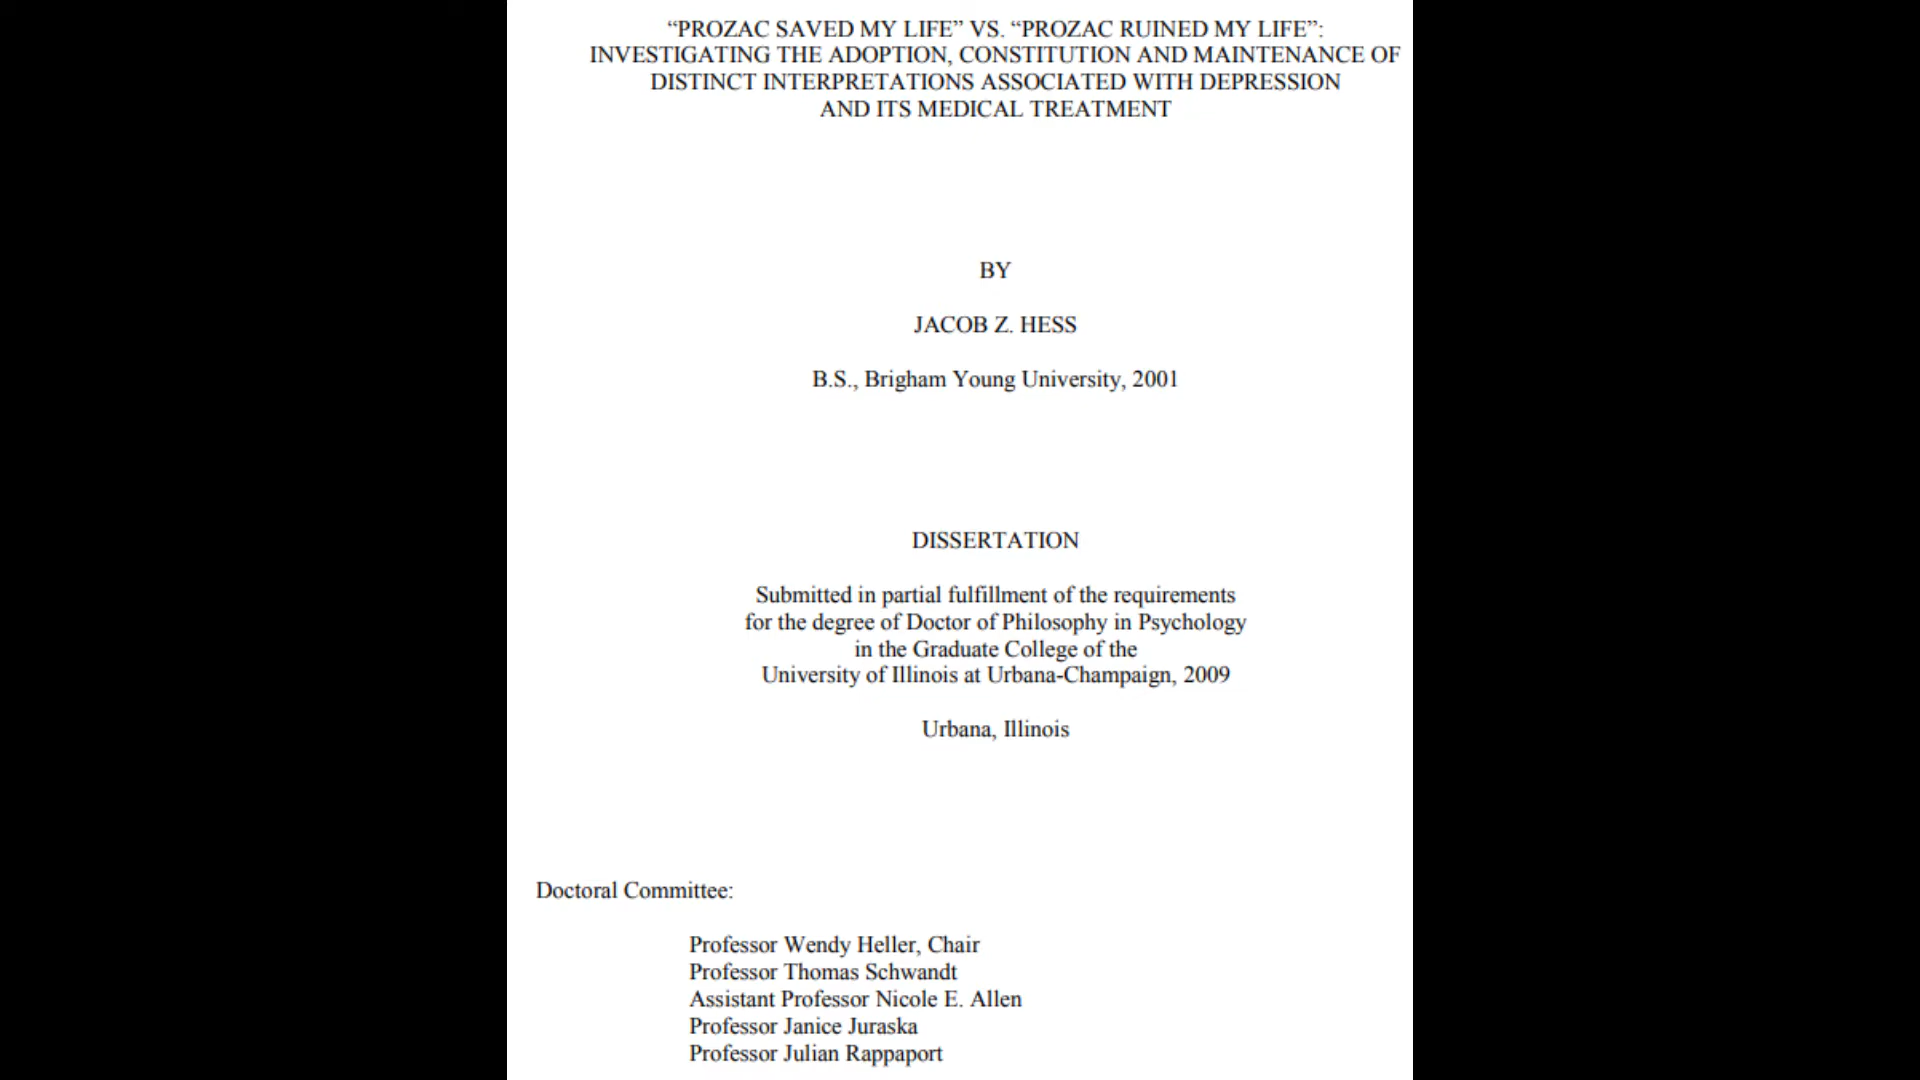 “PROZAC SAVED MY LIFE” VS. “PROZAC RUINED MY LIFE”:
INVESTIGATING THE ADOPTION, CONSTITUTION AND MAINTENANCE OF
DISTINCT INTERPRETATIONS ASSOCIATED WITH DEPRESSION
AND ITS MEDICAL TREATMENT
BY
JACOB Z. HESS
B.S., Brigham Young University, 2001
DISSERTATION
Submitted in partial fulfillment of the requirements
for the degree of Doctor of Philosophy in Psychology
in the Graduate College of the
University of Illinois at Urbana-Champaign, 2009
Urbana, Illinois
Doctoral Committee:
Professor Wendy Heller, Chair
Professor Thomas Schwandt
Assistant Professor Nicole E. Allen
Professor Janice Juraska
Professor Julian Rappaport